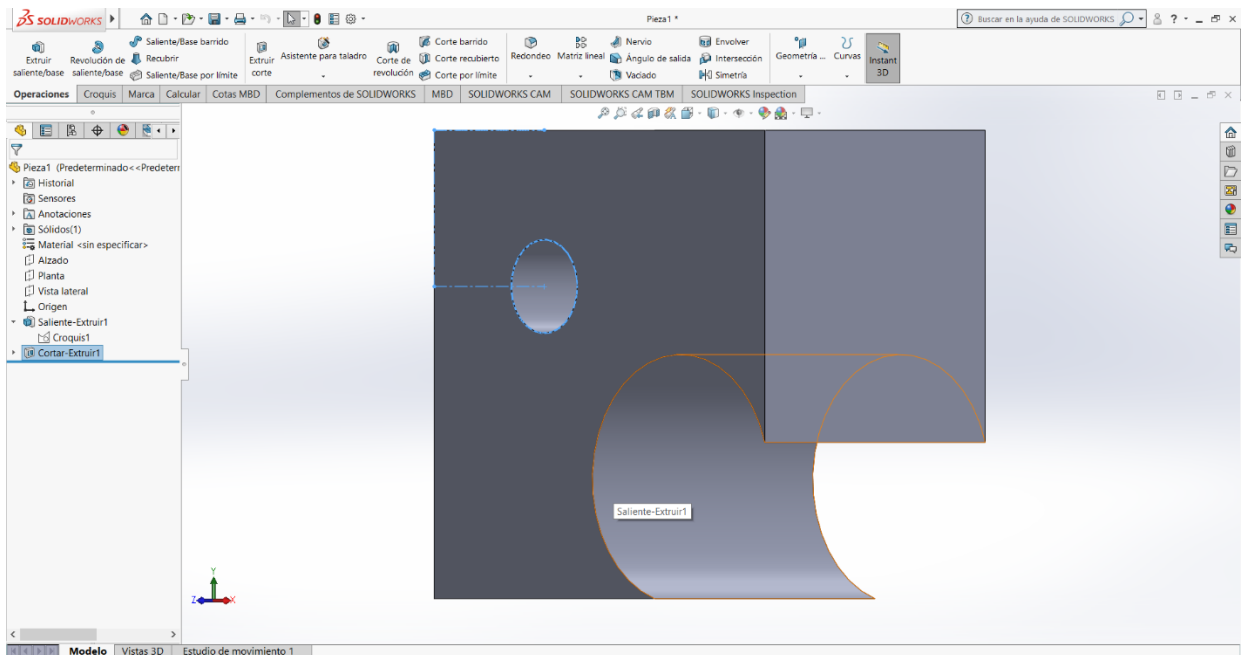 SOLIDWORKS
Pieza1 *
Buscar en la ayuda de SOLIDWORKS
?
Extruir saliente/base
Revolución de saliente/base
Saliente/Base barrido
Recubrir
Saliente/Base por límite
Extruir corte
Asistente para taladro
Corte de revolución
Corte barrido
Corte recubierto
Corte por límite
Redondeo
Matriz lineal
Nervio
Ángulo de salida
Vaciado
Envolver
Intersección
Simetría
Geometría ...
Curvas
Instant 3D
Operaciones
Croquis
Marca
Calcular
Cotas MBD
Complementos de SOLIDWORKS
MBD
SOLIDWORKS CAM
SOLIDWORKS CAM TBM
SOLIDWORKS Inspection
Pieza1 (Predeterminado<<Predeterr
Historial
Sensores
Anotaciones
Sólidos(1)
Material <sin especificar>
Alzado
Planta
Vista lateral
Origen
Saliente-Extruir1
Croquis1
Cortar-Extruir1
Saliente-Extruir1
Y
Z
X
Modelo
Vistas 3D
Estudio de movimiento 1